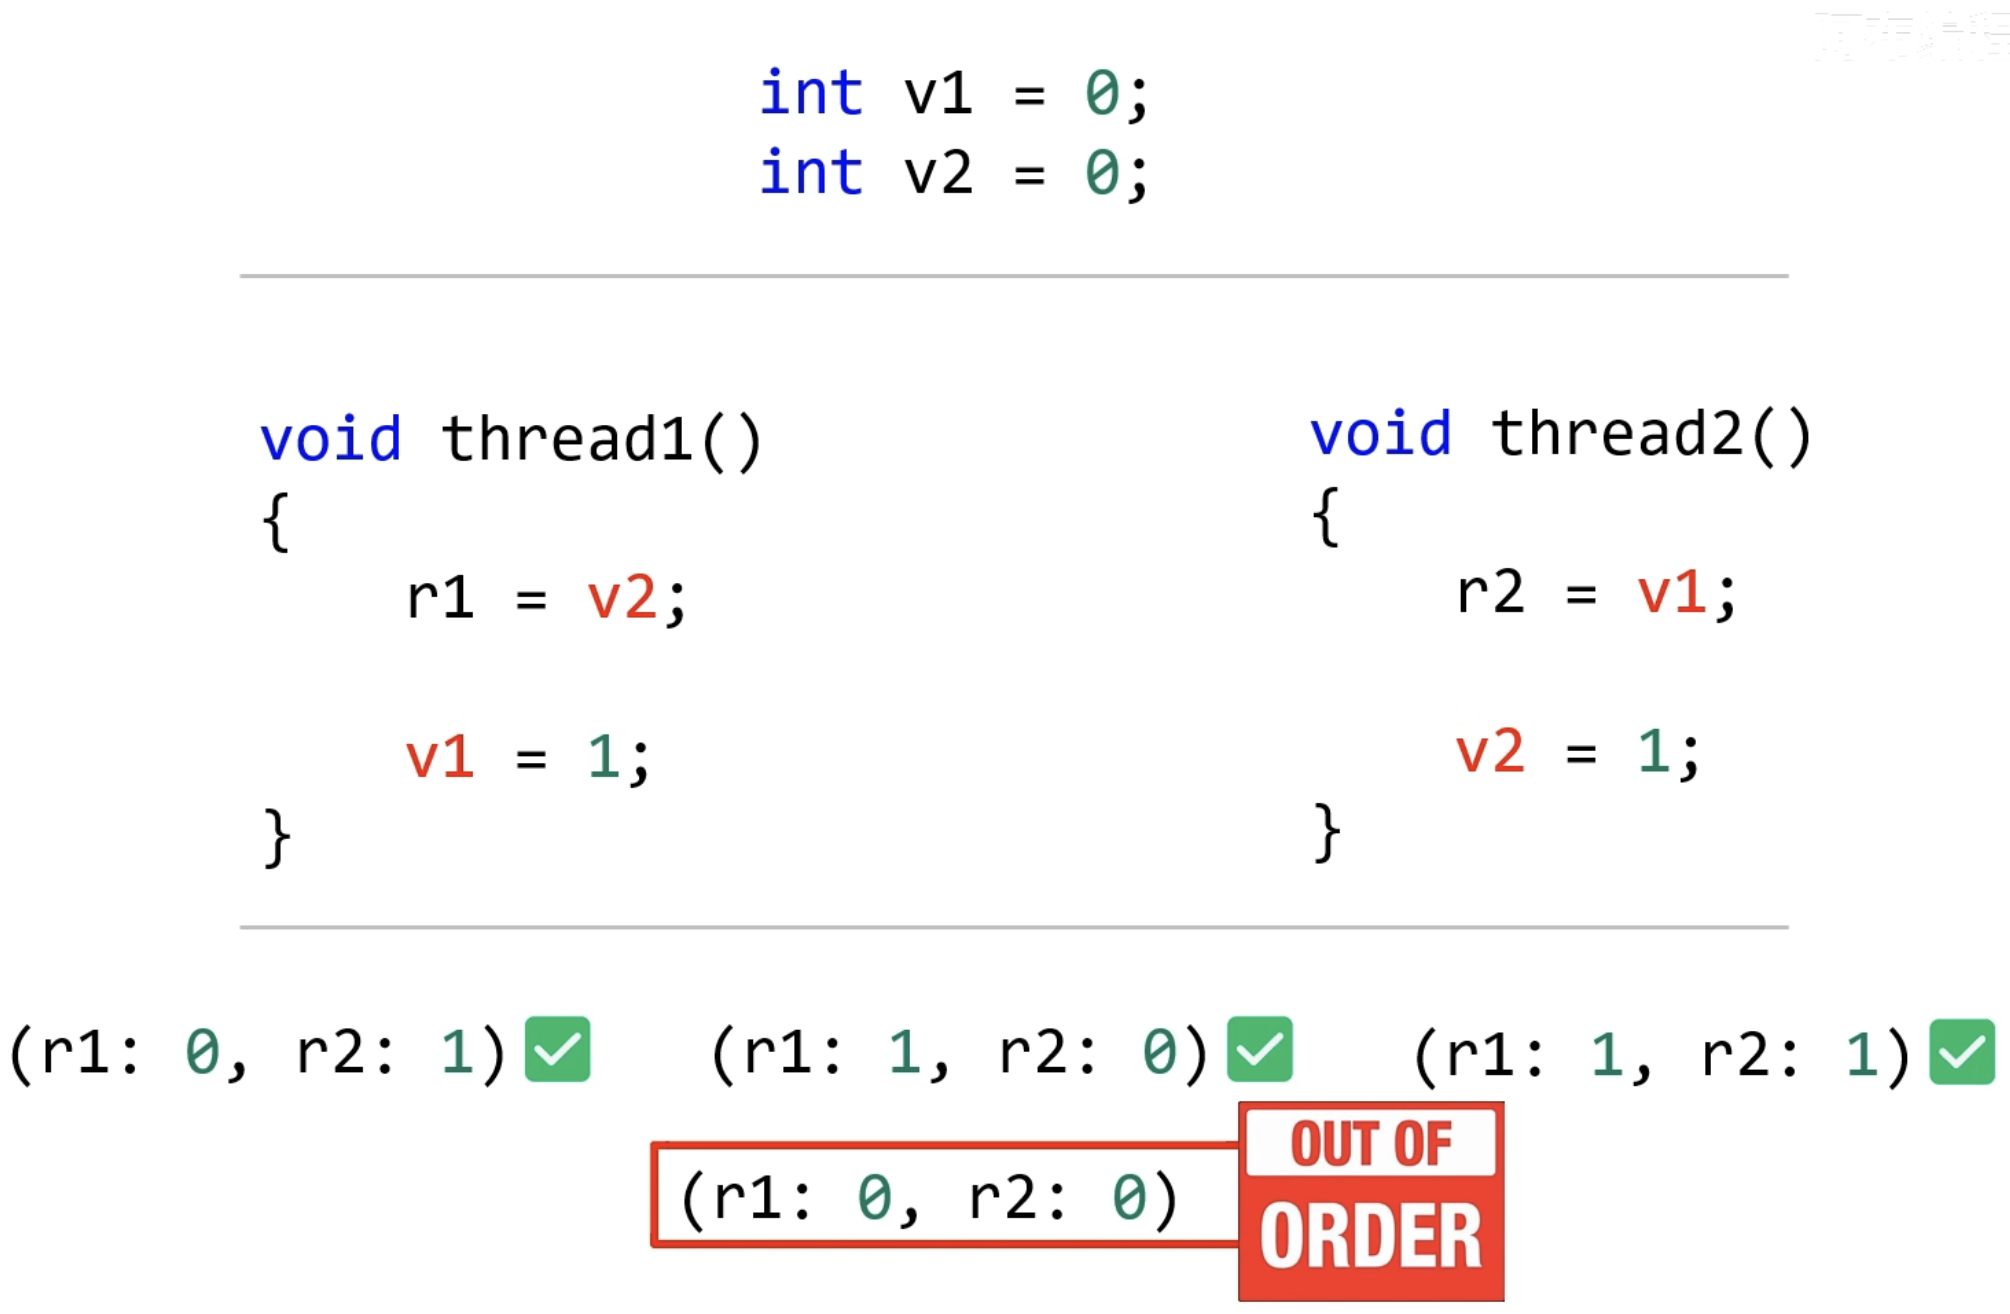 int v1 = 0;
int v2 = 0;
void thread1()
{
r1 = v2;
v1 = 1;
}
void thread2()
{
r2 = v1;
v2 = 1;
}
(r1: 0, r2: 1)
(r1: 1, r2: 0)
(r1: 1, r2: 1)
(r1: 0, r2: 0)
OUT OF
ORDER